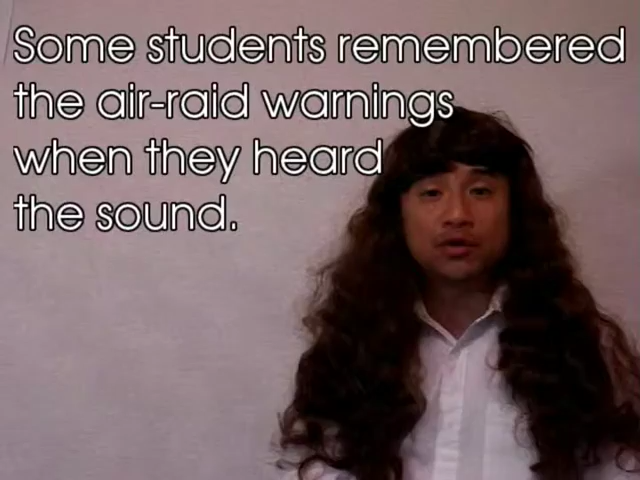 Some students remembered
the air-raid warnings
when they heard
the sound.